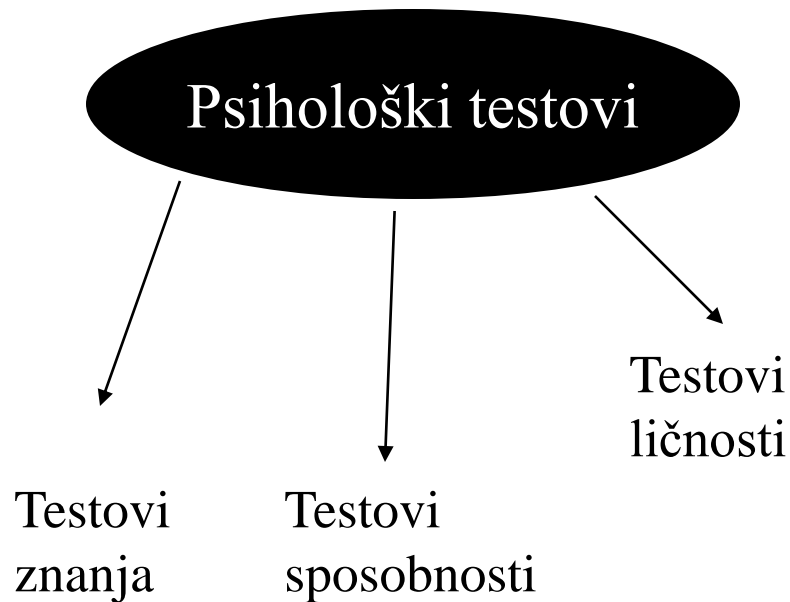 Psihološki testovi
Testovi
ličnosti
Testovi
znanja
Testovi
sposobnosti